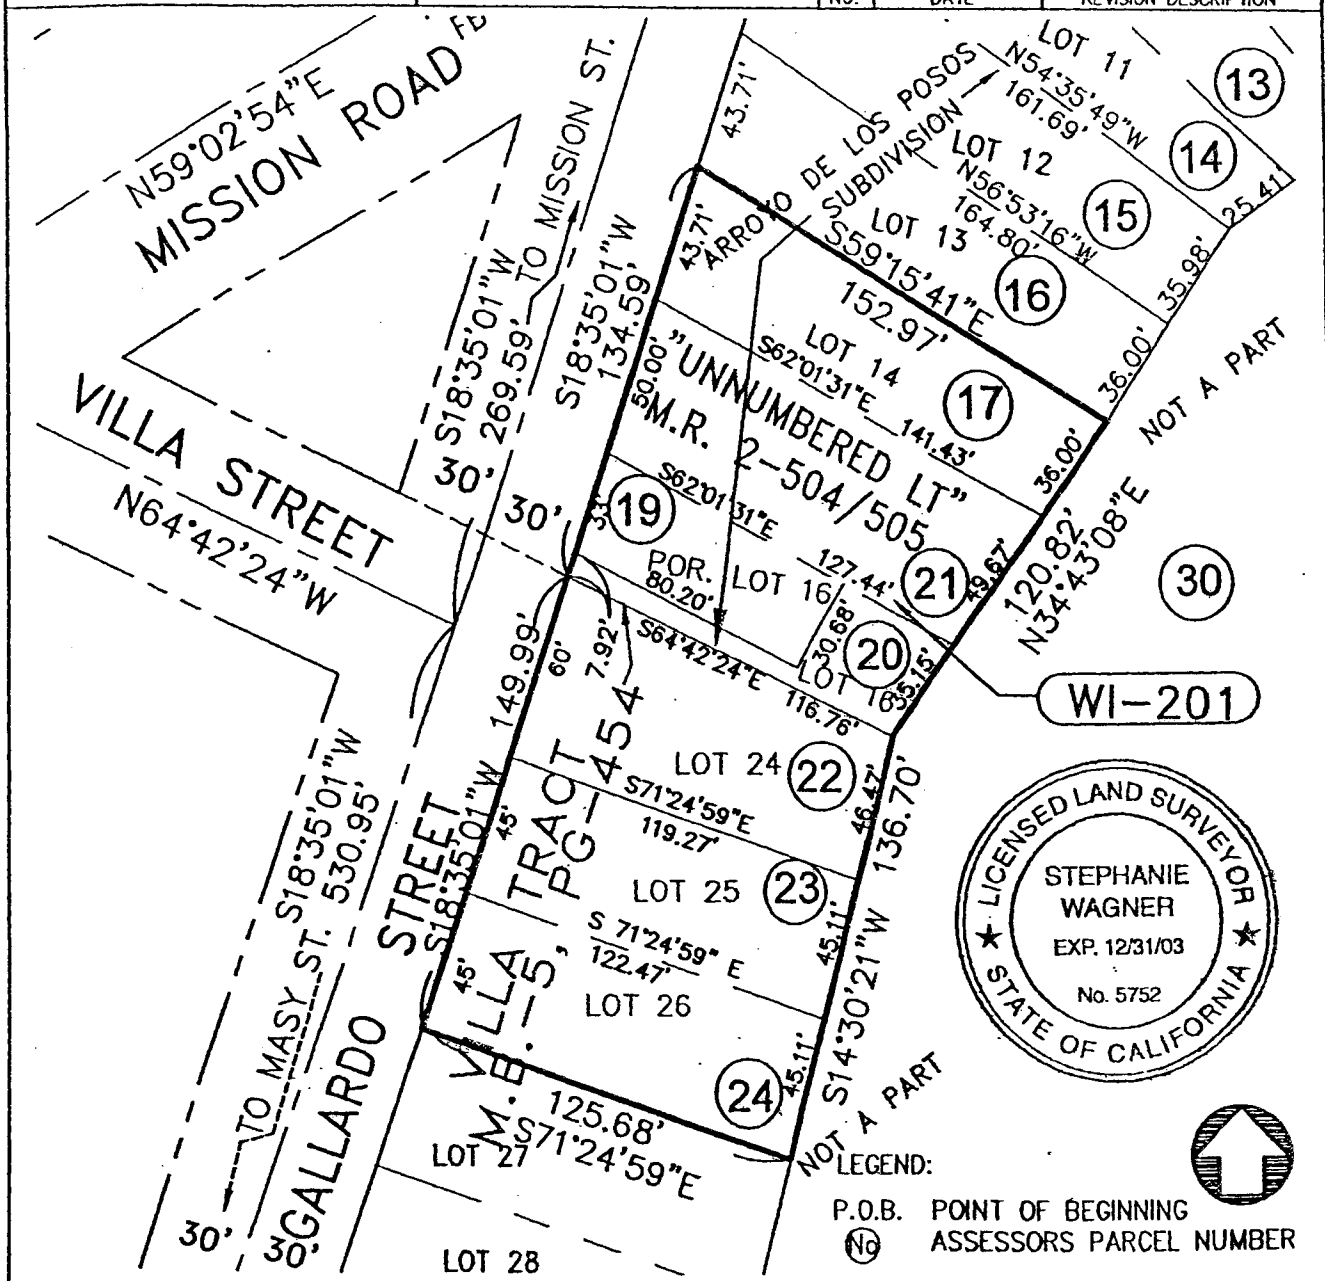 NO.
DATE
REVISION DESCRIPTION
N59°02'54"E
MISSION ROAD
S18°35'01"W
269.59'
TO MISSION ST.
S18°35'01"W
134.59'
43.71'
43.71'
50.00'
ARROYO DE LOS POSOS
SUBDIVISION
LOT 11
N54°35'49"W
161.69'
13
14
LOT 12
N56°53'16"W
164.80'
15
25.41'
LOT 13
S59°15'41"E
152.97'
16
35.98'
36.00'
LOT 14
S62°01'31"E
141.43'
17
36.00'
NOT A PART
"UNNUMBERED LT"
M.R. 2-504/505
VILLA STREET
N64°42'24"W
30'
30'
19
S62°01'31"E
127.44'
21
49.67'
120.82'
N34°43'08"E
30
POR. LOT 16
80.20'
30.68'
20
LOT 16
35.15'
S64°42'24"E
116.76'
WI-201
149.99'
60'
7.92'
S18°35'01"W
LOT 24
22
46.47'
136.70'
S71°24'59"E
119.27'
45'
LOT 25
23
45.11'
S 71°24'59" E
122.47'
45'
LOT 26
24
45.11'
S14°30'21"W
VILLA TRACT
M.B.-5, PG-454
125.68'
S71°24'59"E
NOT A PART
LOT 27
LOT 28
S18°35'01"W
530.95'
TO MASY ST.
GALLARDO STREET
30'
30'
LICENSED LAND SURVEYOR
STEPHANIE
WAGNER
EXP. 12/31/03
No. 5752
STATE OF CALIFORNIA
LEGEND:
P.O.B. POINT OF BEGINNING
No ASSESSORS PARCEL NUMBER